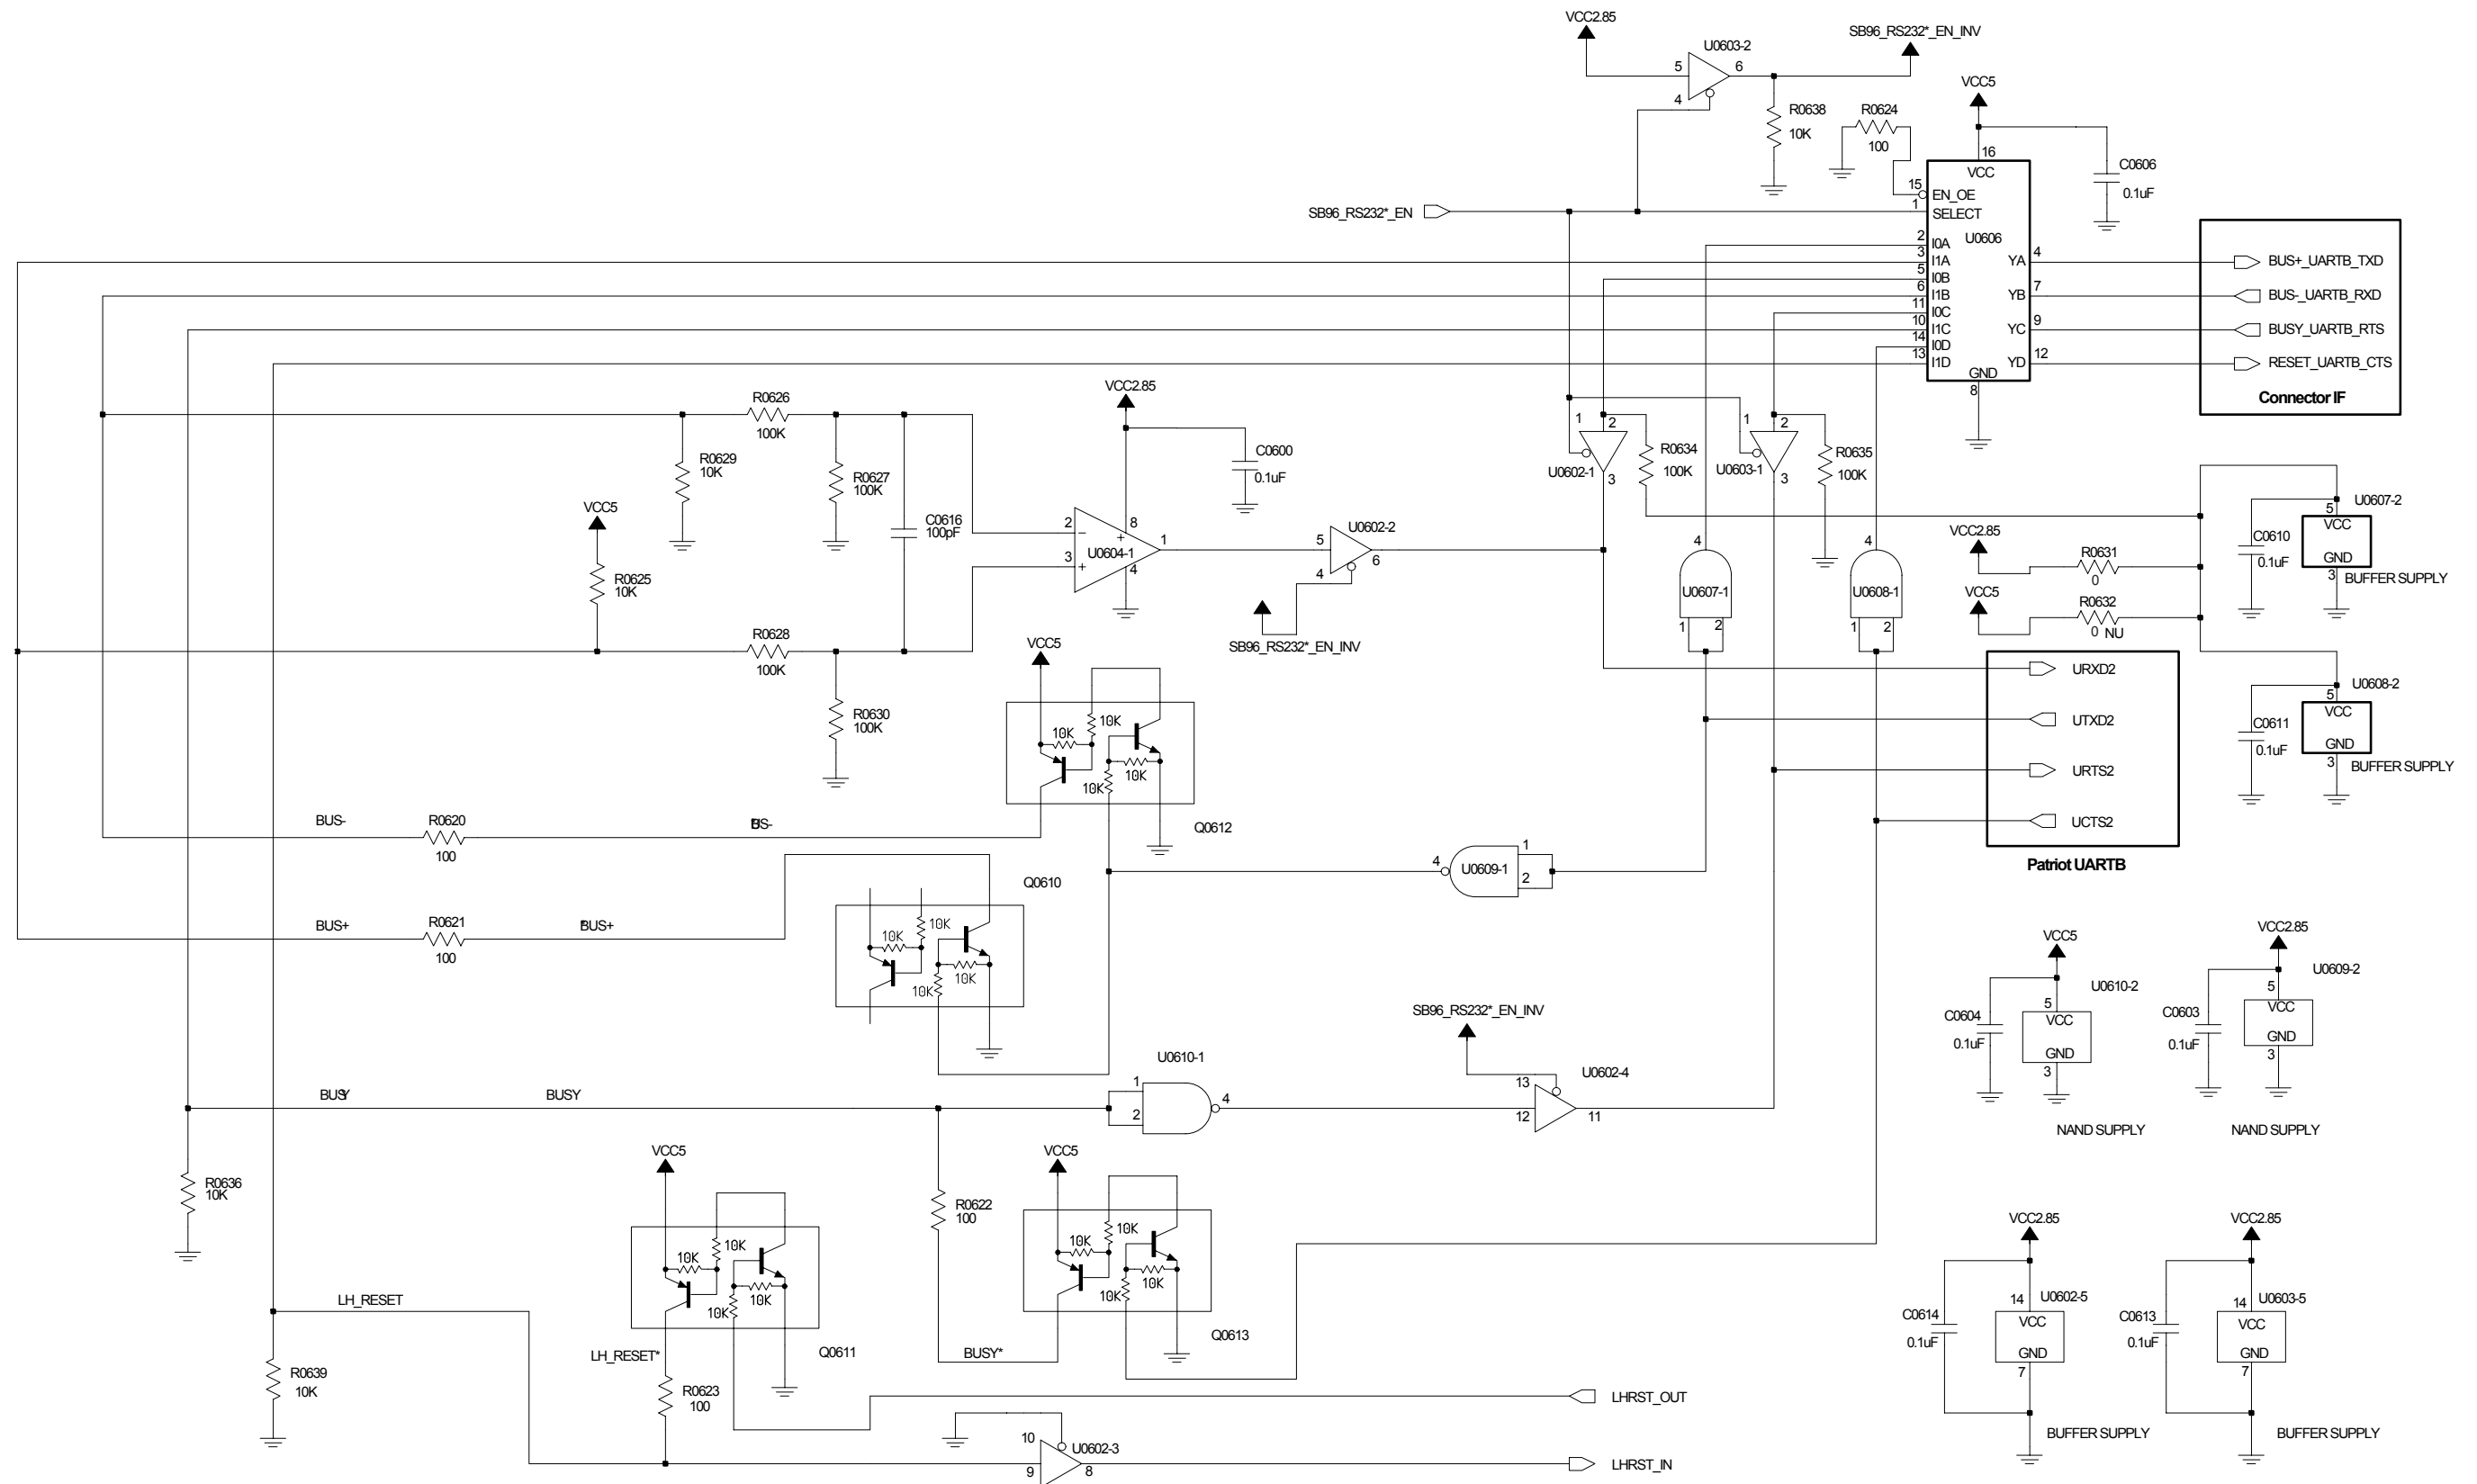 VCC2.85
U0603-2
SB96_RS232*_EN_INV
5
6
4
R0638
10K
R0624
100
VCC5
16
VCC
C0606
0.1uF
15
EN_OE
SB96_RS232*_EN
1
SELECT
U0606
2
I0A
3
I1A
5
I0B
6
I1B
11
I0C
10
I1C
14
I0D
13
I1D
YA
4
YB
7
YC
9
YD
12
GND
8
BUS+_UARTB_TXD
BUS-_UARTB_RXD
BUSY_UARTB_RTS
RESET_UARTB_CTS
Connector IF
R0626
100K
VCC2.85
R0629
10K
R0627
100K
C0616
100pF
C0600
0.1uF
VCC5
R0625
10K
R0628
100K
R0630
100K
2
3
8
1
4
−
+
+
U0604-1
U0602-2
5
6
4
SB96_RS232*_EN_INV
1
2
3
U0602-1
R0634
100K
1
2
3
U0603-1
R0635
100K
4
U0607-1
1
2
4
U0608-1
1
2
VCC2.85
R0631
0
VCC5
R0632
0 NU
U0607-2
5
VCC
GND
3
C0610
0.1uF
BUFFER SUPPLY
U0608-2
5
VCC
GND
3
C0611
0.1uF
BUFFER SUPPLY
URXD2
UTXD2
URTS2
UCTS2
Patriot UARTB
VCC5
10K
10K
10K
10K
Q0612
BUS-
R0620
100
BUS+
R0621
100
BUS+
Q0610
10K
10K
10K
10K
4
U0609-1
1
2
VCC5
U0610-2
5
VCC
GND
3
C0604
0.1uF
NAND SUPPLY
VCC2.85
U0609-2
5
VCC
GND
3
C0603
0.1uF
NAND SUPPLY
SB96_RS232*_EN_INV
U0610-1
1
2
4
13
12
11
U0602-4
BUSY
BUSY
R0636
10K
R0622
100
VCC5
10K
10K
10K
10K
Q0611
VCC5
10K
10K
10K
10K
Q0613
LH_RESET
LH_RESET*
BUSY*
R0639
10K
R0623
100
LHRST_OUT
10
9
8
U0602-3
LHRST_IN
VCC2.85
U0602-5
14
VCC
GND
7
C0614
0.1uF
BUFFER SUPPLY
VCC2.85
U0603-5
14
VCC
GND
7
C0613
0.1uF
BUFFER SUPPLY